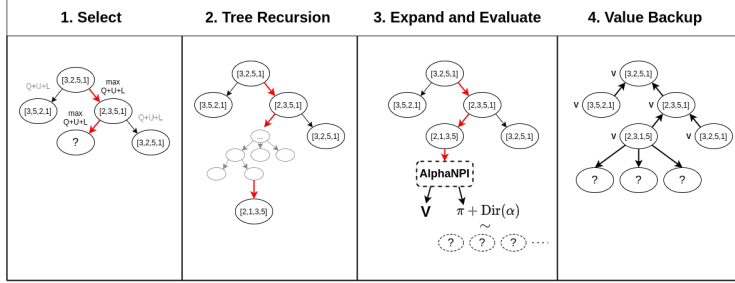 1. Select
2. Tree Recursion
3. Expand and Evaluate
4. Value Backup
[3,2,5,1]
Q+U+L
max
Q+U+L
[3,5,2,1]
[2,3,5,1]
max
Q+U+L
Q+U+L
?
[3,2,5,1]
[3,2,5,1]
[3,5,2,1]
[2,3,5,1]
[3,2,5,1]
...
[2,1,3,5]
[3,2,5,1]
[3,5,2,1]
[2,3,5,1]
[2,1,3,5]
[3,2,5,1]
AlphaNPI
V
π + Dir(α)
~
? ? ? ....
V [3,2,5,1]
V [3,5,2,1]
V [2,3,5,1]
V [2,3,1,5]
V [3,2,5,1]
? ? ?